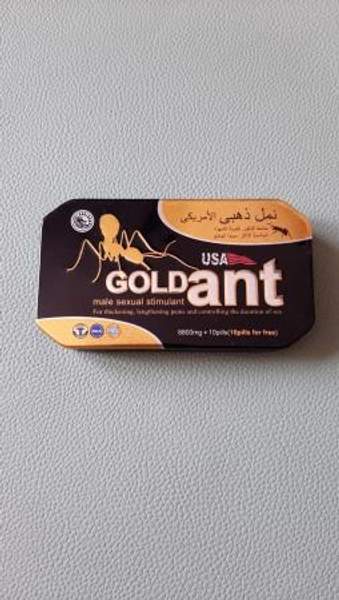 نمل ذهبي الأمريكي
USA
GOLD ant
male sexual stimulant
For thickening, lengthening penis and controlling the duration of sex
8800mg • 10pills(10pills for free)